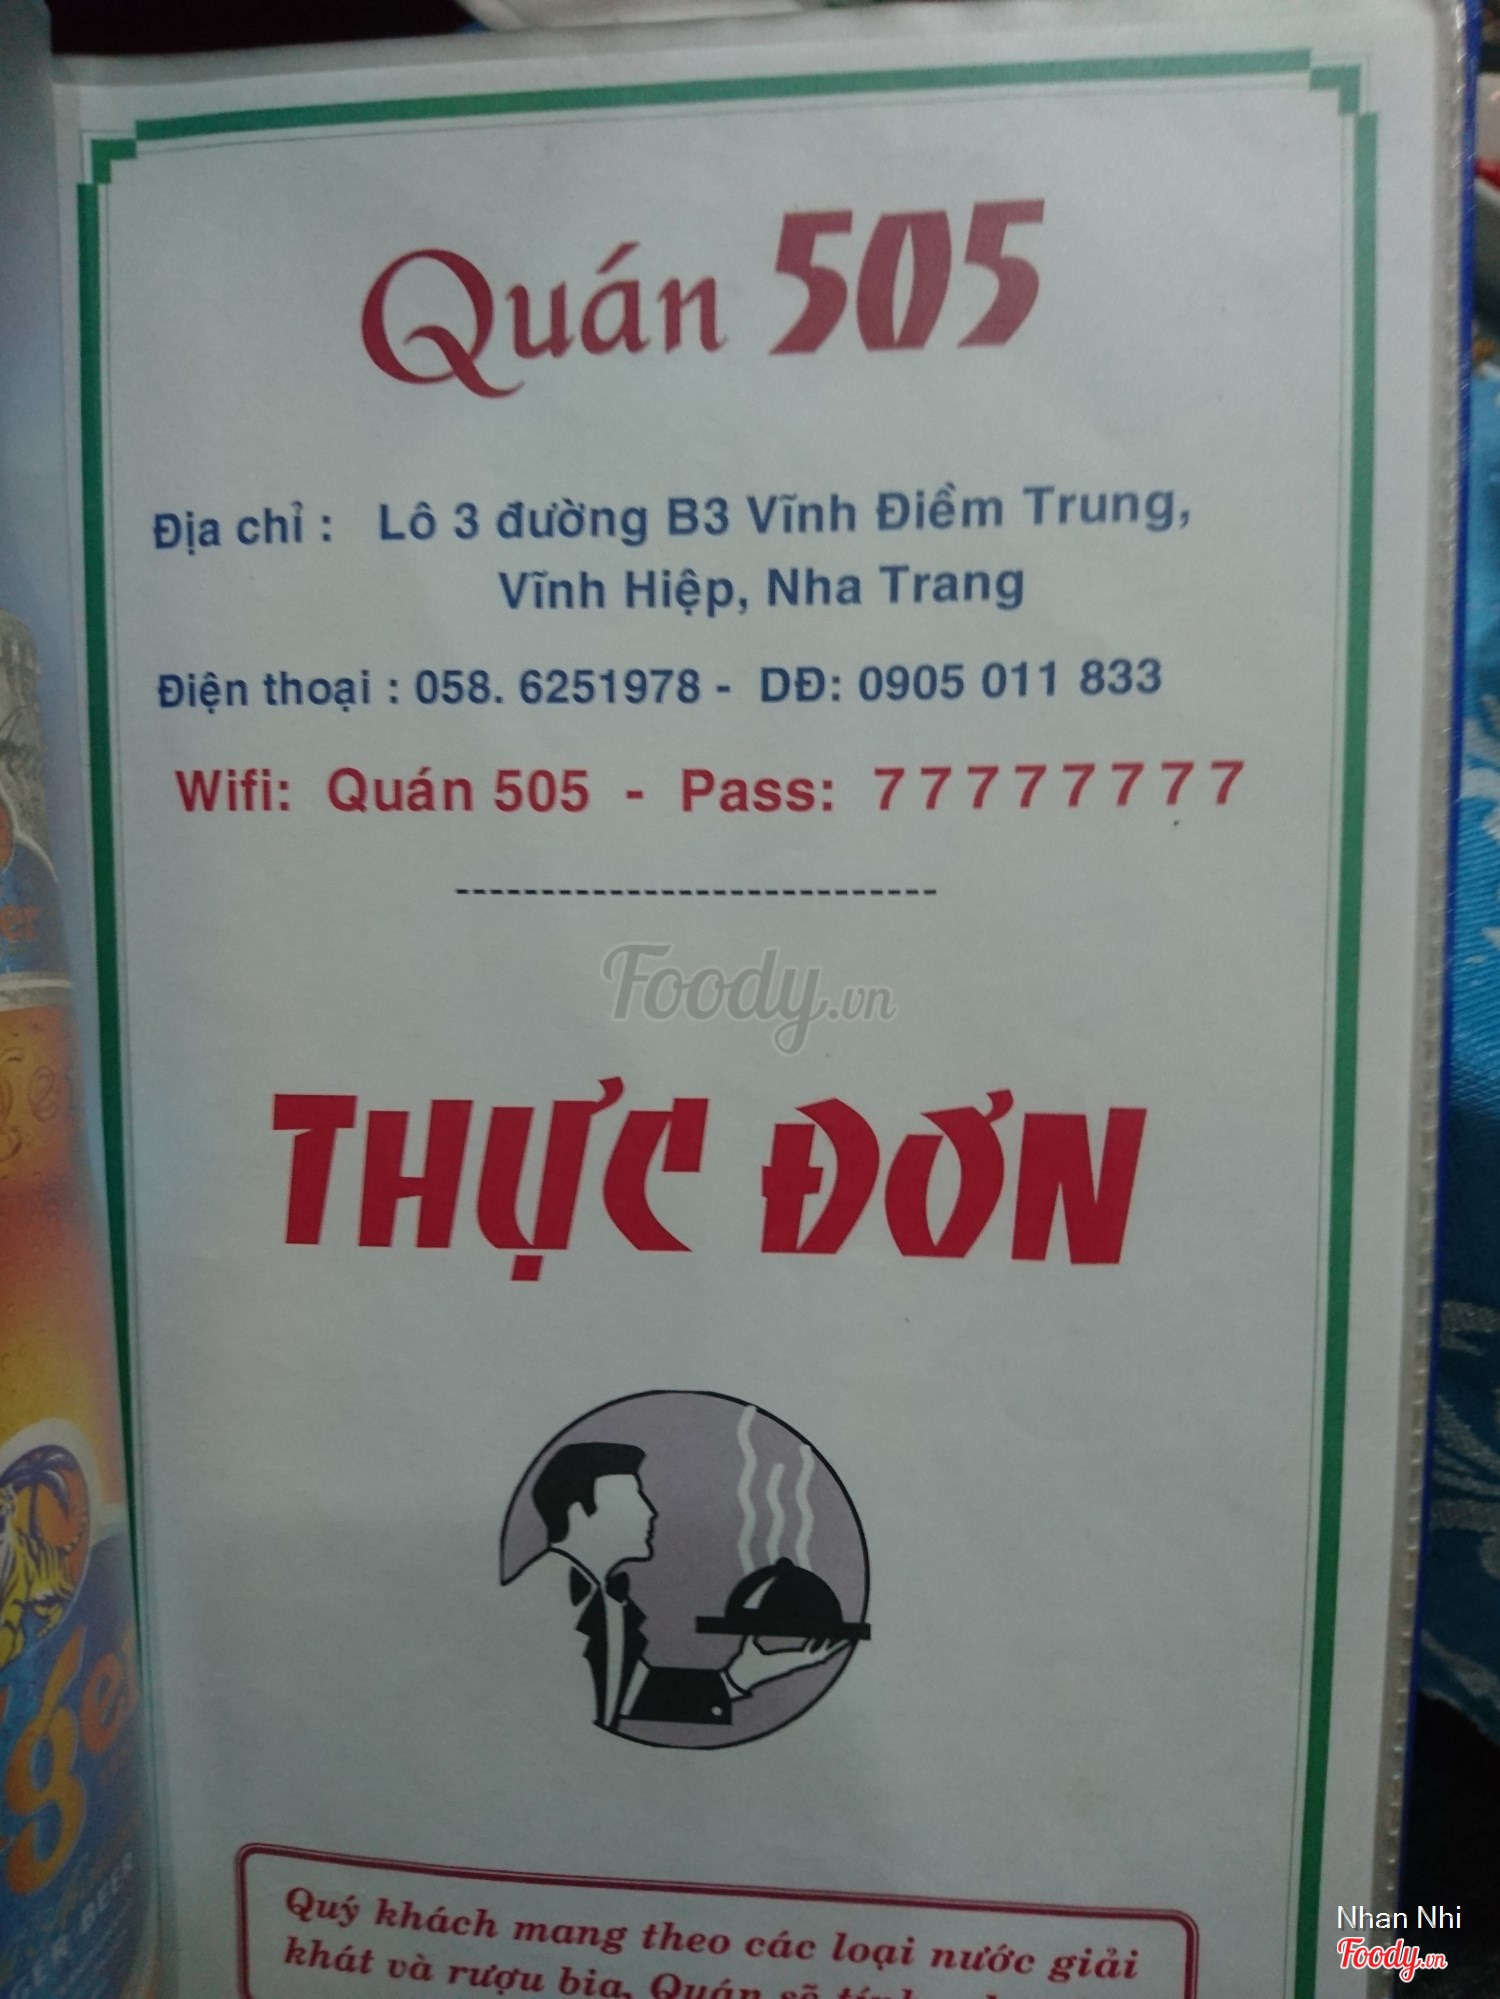 Quán 505
Địa chỉ : Lô 3 đường B3 Vĩnh Điềm Trung,
Vĩnh Hiệp, Nha Trang
Điện thoại : 058. 6251978 - DĐ: 0905 011 833
Wifi: Quán 505 - Pass: 77777777
----------------------------
Foody.vn
THỰC ĐƠN
Quý khách mang theo các loại nước giải
khát và rượu bia, Quán sẽ
BEER
Nhan Nhi
Foody.vn